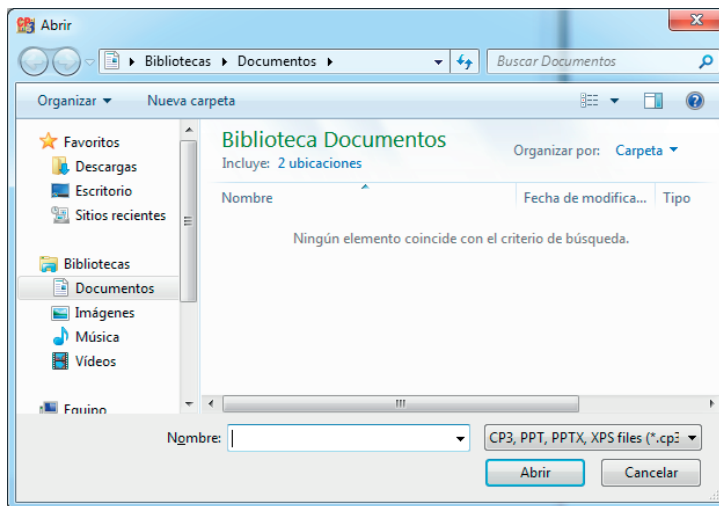 Abrir
Bibliotecas Documentos
Buscar Documentos
Organizar Nueva carpeta
Favoritos
Descargas
Escritorio
Sitios recientes
Bibliotecas
Documentos
Imágenes
Música
Vídeos
Equipo
Biblioteca Documentos
Incluye: 2 ubicaciones
Organizar por: Carpeta
Nombre Fecha de modifica... Tipo
Ningún elemento coincide con el criterio de búsqueda.
Nombre:
CP3, PPT, PPTX, XPS files (*.cp3
Abrir Cancelar